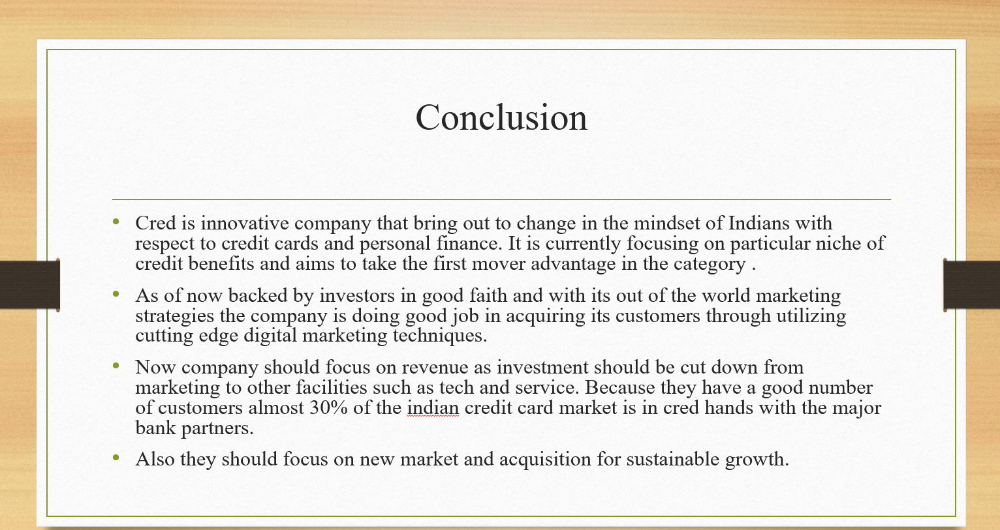 Conclusion
• Cred is innovative company that bring out to change in the mindset of Indians with
respect to credit cards and personal finance. It is currently focusing on particular niche of
credit benefits and aims to take the first mover advantage in the category .
• As of now backed by investors in good faith and with its out of the world marketing
strategies the company is doing good job in acquiring its customers through utilizing
cutting edge digital marketing techniques.
• Now company should focus on revenue as investment should be cut down from
marketing to other facilities such as tech and service. Because they have a good number
of customers almost 30% of the indian credit card market is in cred hands with the major
bank partners.
• Also they should focus on new market and acquisition for sustainable growth.